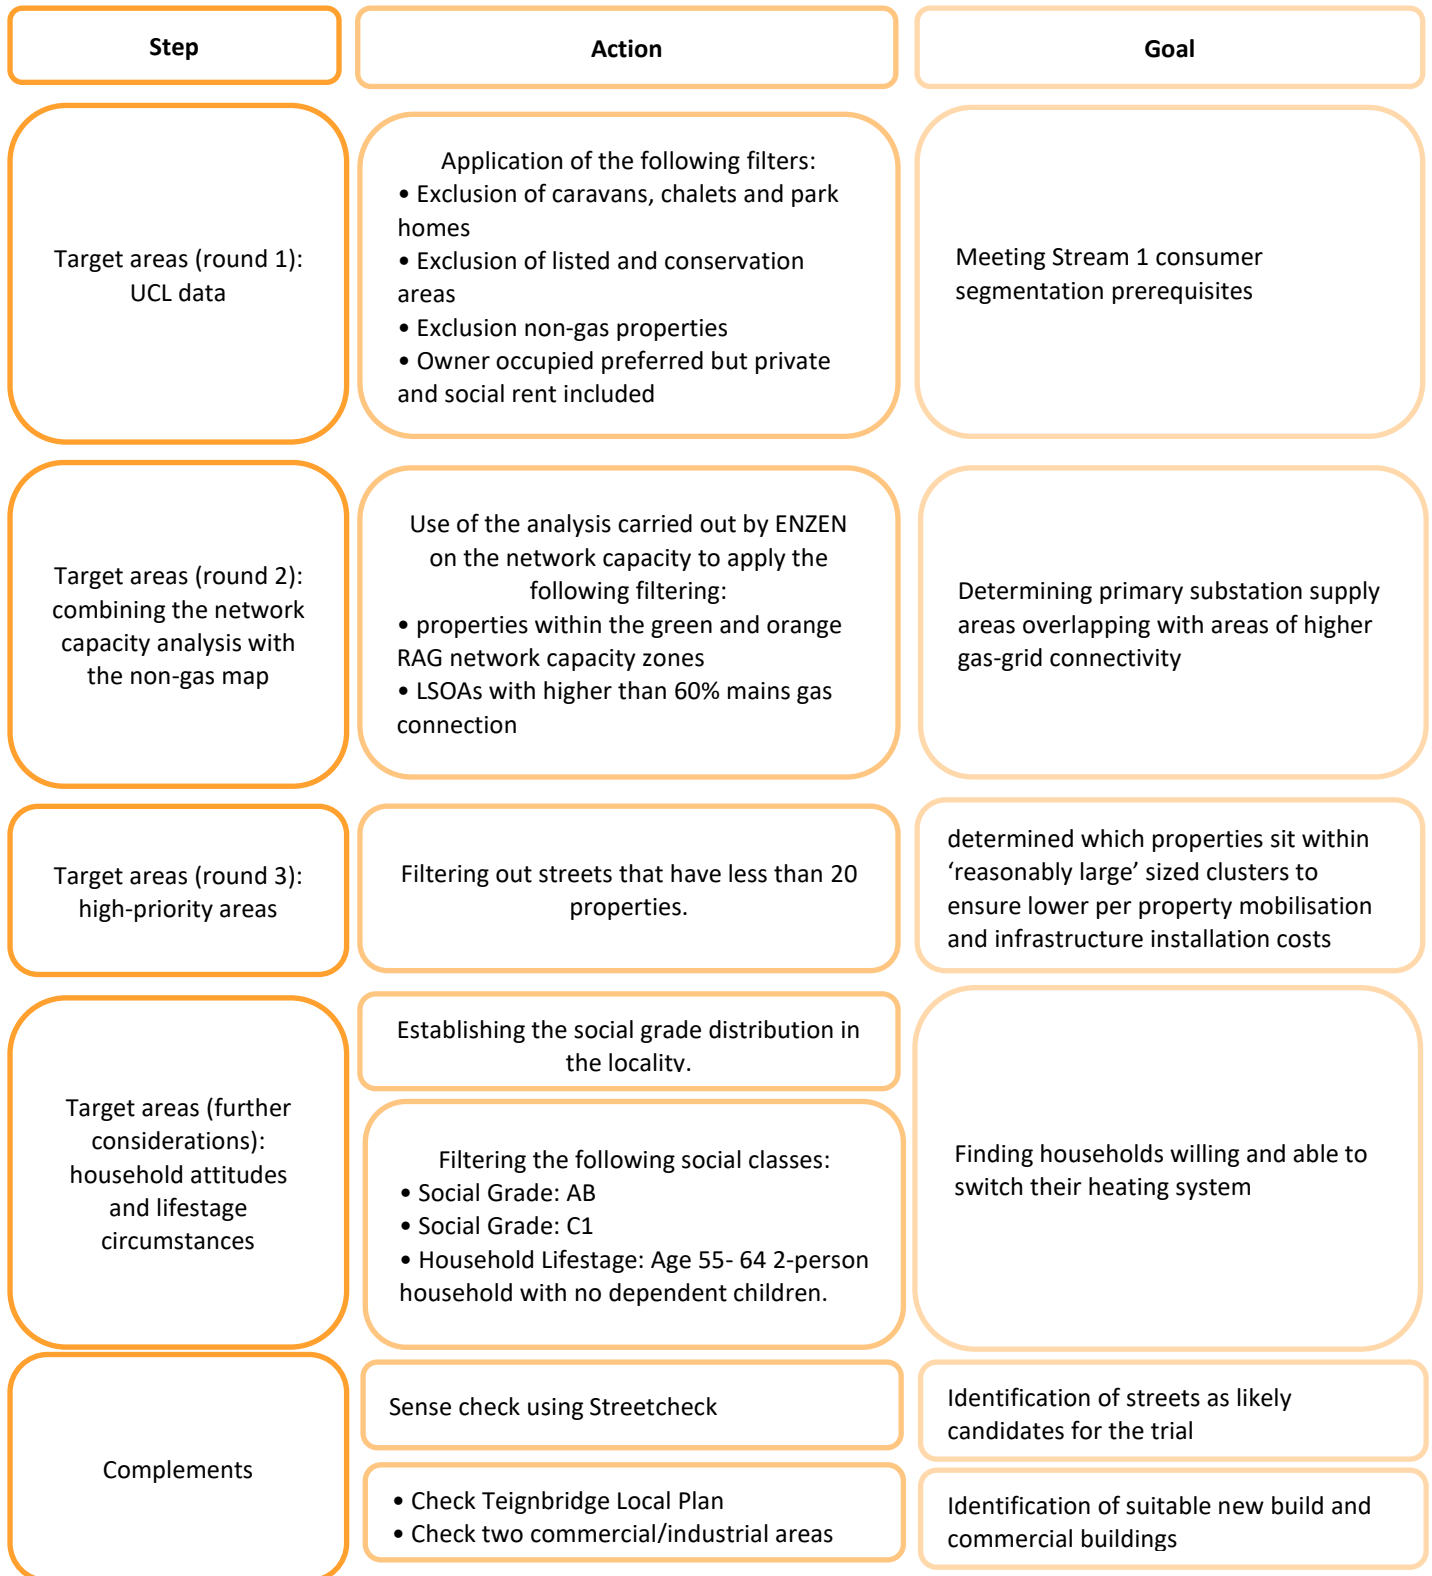 Step
Action
Goal
Target areas (round 1):
UCL data
Application of the following filters:
• Exclusion of caravans, chalets and park
homes
• Exclusion of listed and conservation
areas
• Exclusion non-gas properties
• Owner occupied preferred but private
and social rent included
Meeting Stream 1 consumer
segmentation prerequisites
Target areas (round 2):
combining the network
capacity analysis with
the non-gas map
Use of the analysis carried out by ENZEN
on the network capacity to apply the
following filtering:
• properties within the green and orange
RAG network capacity zones
• LSOAs with higher than 60% mains gas
connection
Determining primary substation supply
areas overlapping with areas of higher
gas-grid connectivity
Target areas (round 3):
high-priority areas
Filtering out streets that have less than 20
properties.
determined which properties sit within
‘reasonably large’ sized clusters to
ensure lower per property mobilisation
and infrastructure installation costs
Target areas (further
considerations):
household attitudes
and lifestage
circumstances
Establishing the social grade distribution in
the locality.
Filtering the following social classes:
• Social Grade: AB
• Social Grade: C1
• Household Lifestage: Age 55- 64 2-person
household with no dependent children.
Finding households willing and able to
switch their heating system
Complements
Sense check using Streetcheck
Identification of streets as likely
candidates for the trial
• Check Teignbridge Local Plan
• Check two commercial/industrial areas
Identification of suitable new build and
commercial buildings